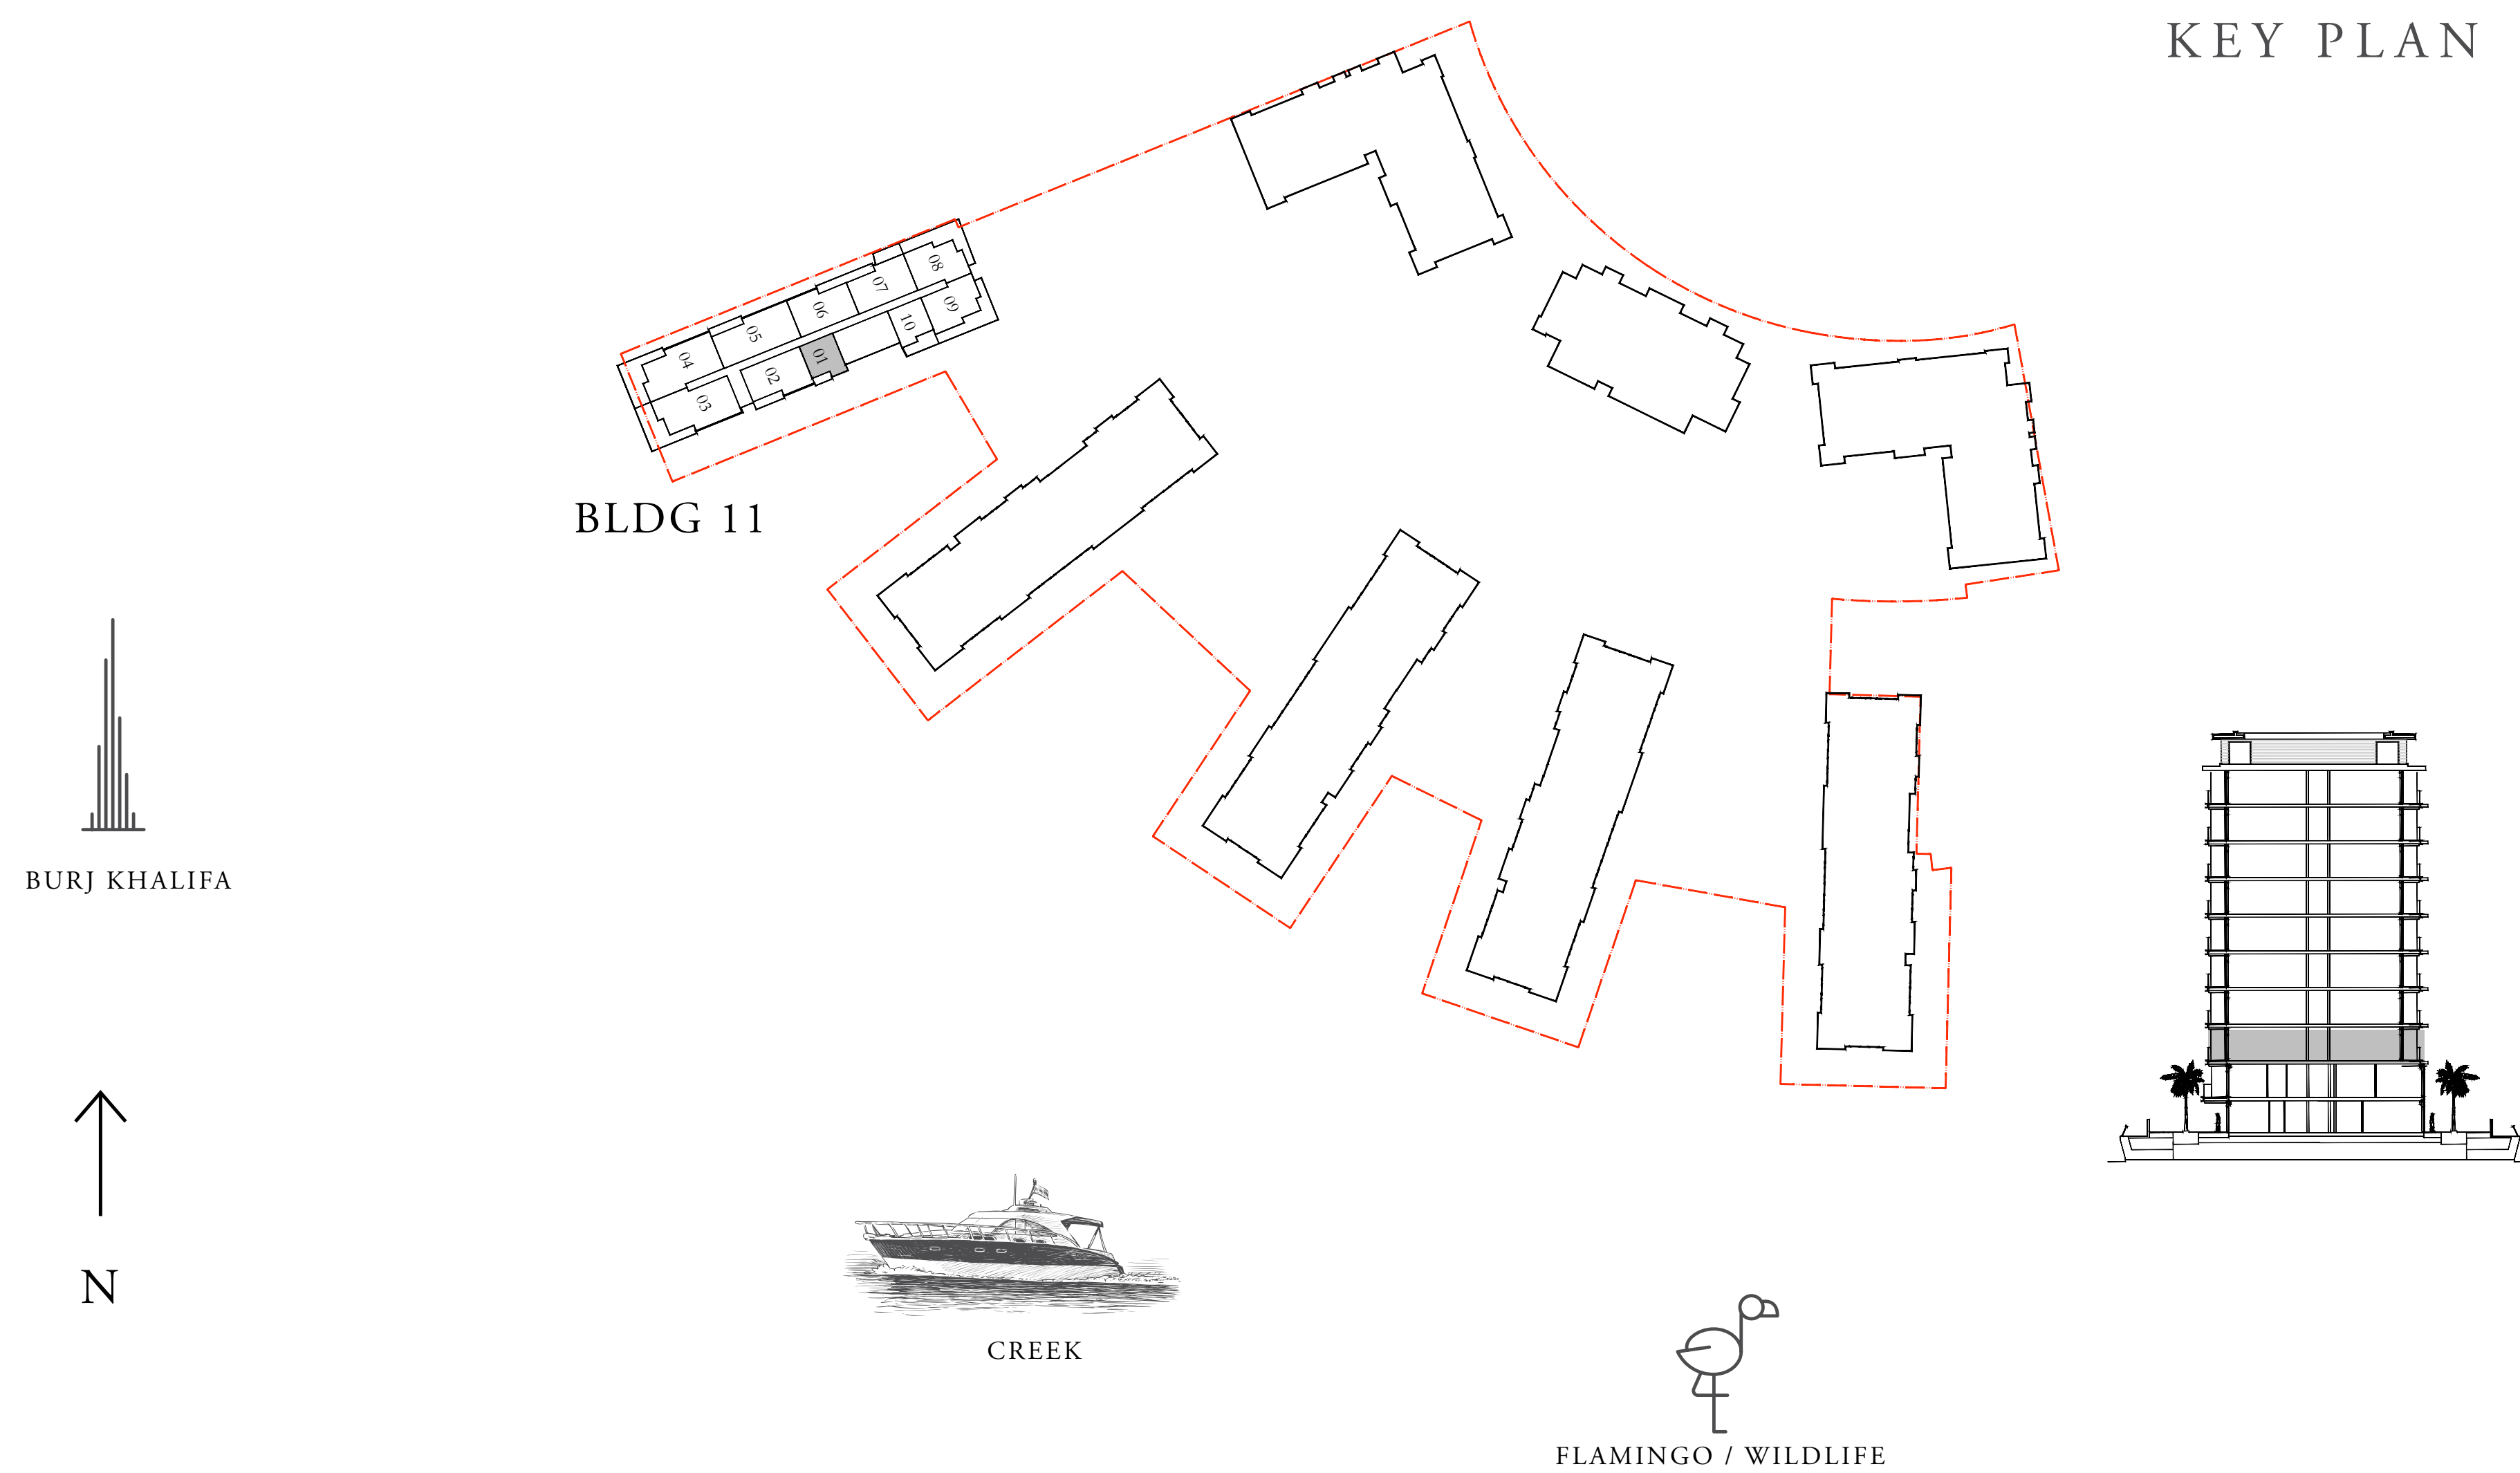 KEY PLAN
08
07
09
06
10
05
01
04
02
03
BLDG 11
BURJ KHALIFA
N
CREEK
FLAMINGO / WILDLIFE